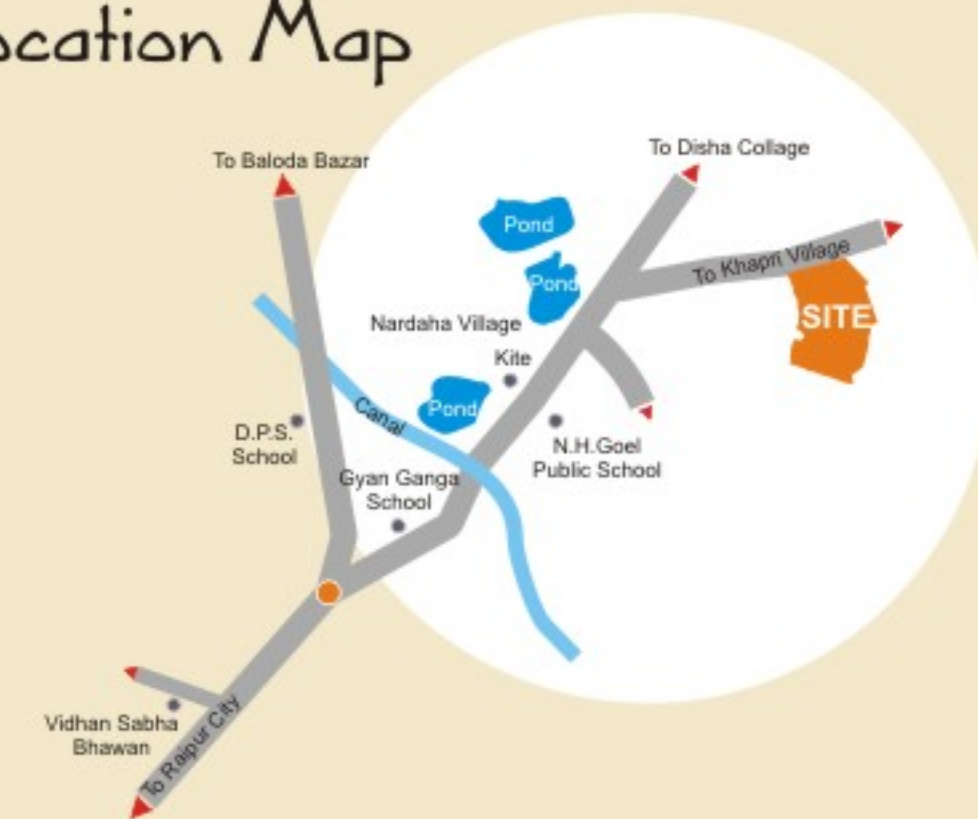 ocation Map
To Baloda Bazar
To Disha Collage
Pond
To Khapri Village
Pond
SITE
Nardaha Village
Kite
Pond
Canal
D.P.S.
School
N.H.Goel
Public School
Gyan Ganga
School
Vidhan Sabha
Bhawan
To Raipur City